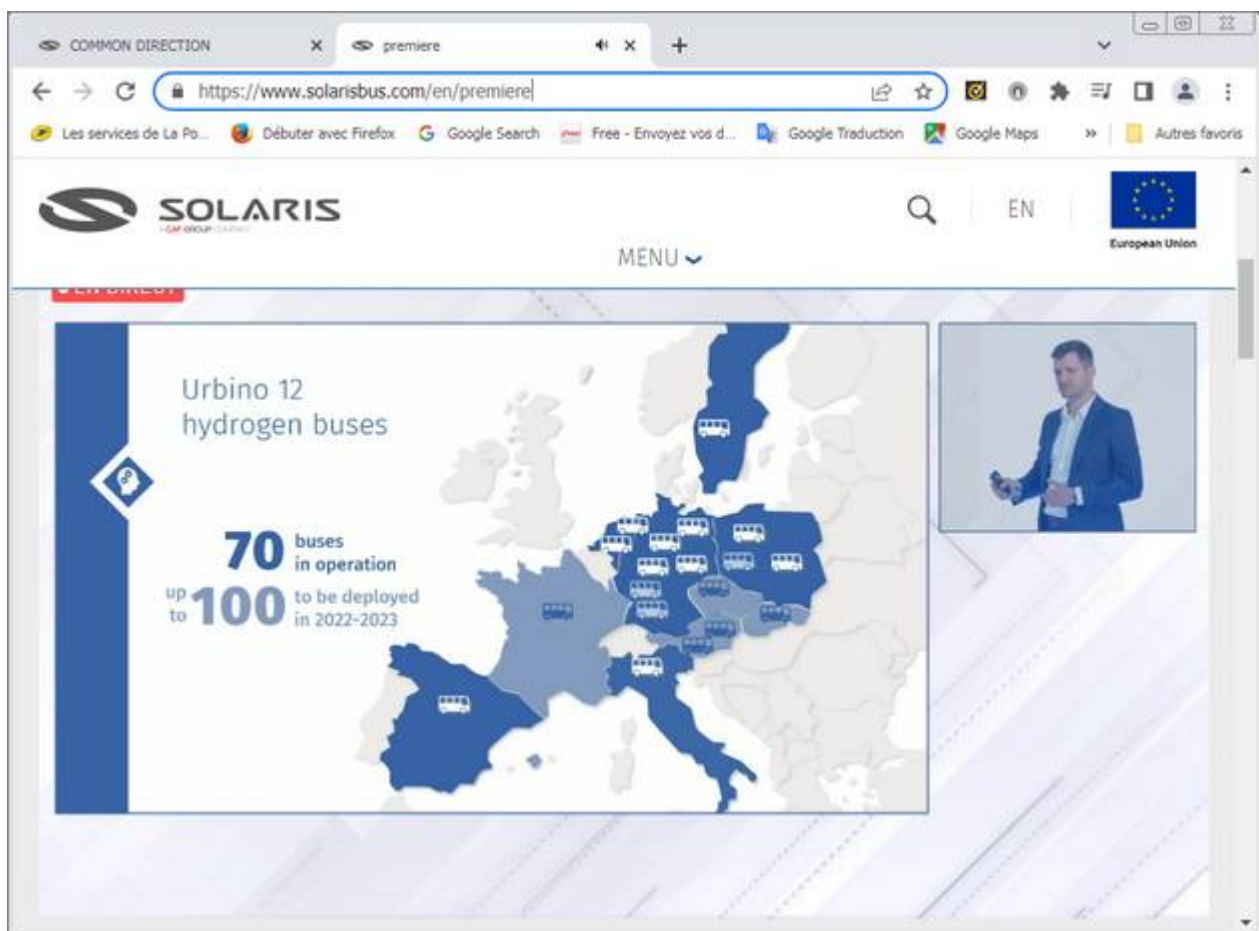 COMMON DIRECTION
premiere
https://www.solarisbus.com/en/premiere
Les services de La Po...
Débuter avec Firefox
Google Search
Free - Envoyez vos d...
Google Traduction
Google Maps
»
Autres favoris
SOLARIS
EN
European Union
MENU
EN DIRECT
Urbino 12
hydrogen buses
70 buses
in operation
up to 100 to be deployed
in 2022-2023